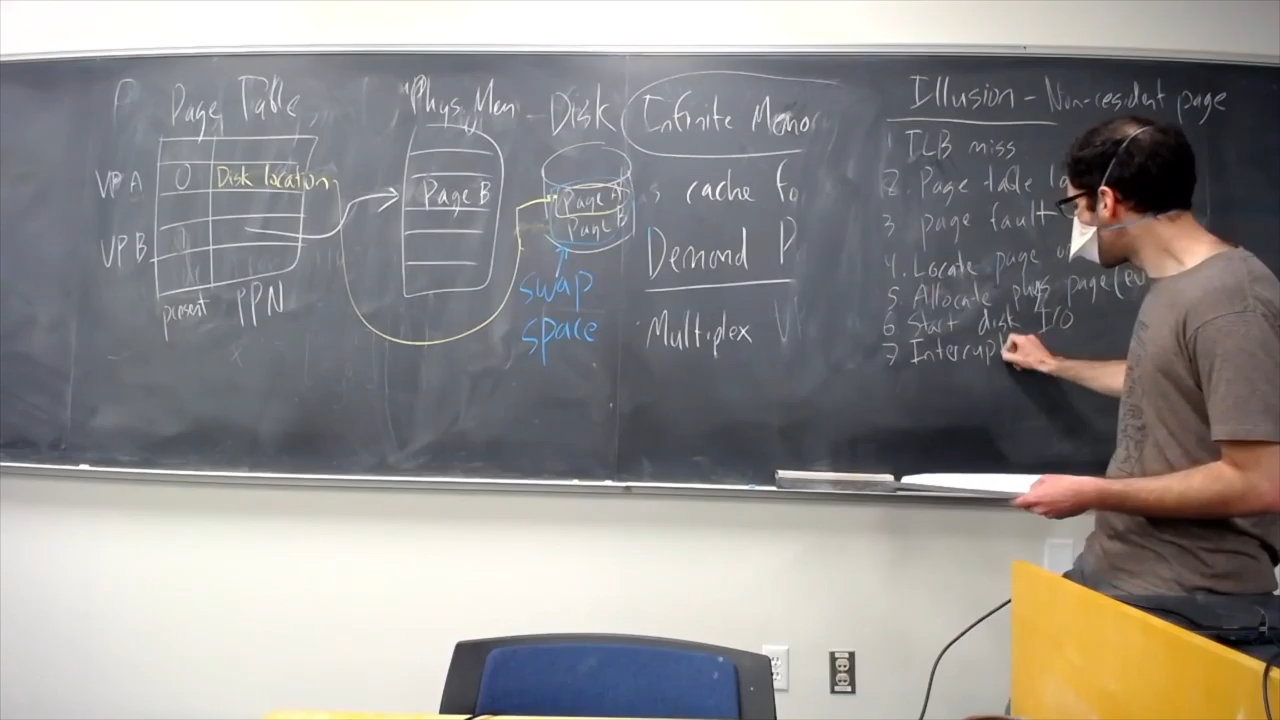 Page Table
VP A
0
Disk location
VP B
present
PPN
Phys Mem
Page B
Disk
Page A
Page B
swap
space
Infinite Memo
s cache fo
Demand P
Multiplex
Illusion - Non-resident page
1 TLB miss
2. Page table
3 page fault
4. Locate page
5. Allocate phys page
6 Start disk I/O
7 Interrupt